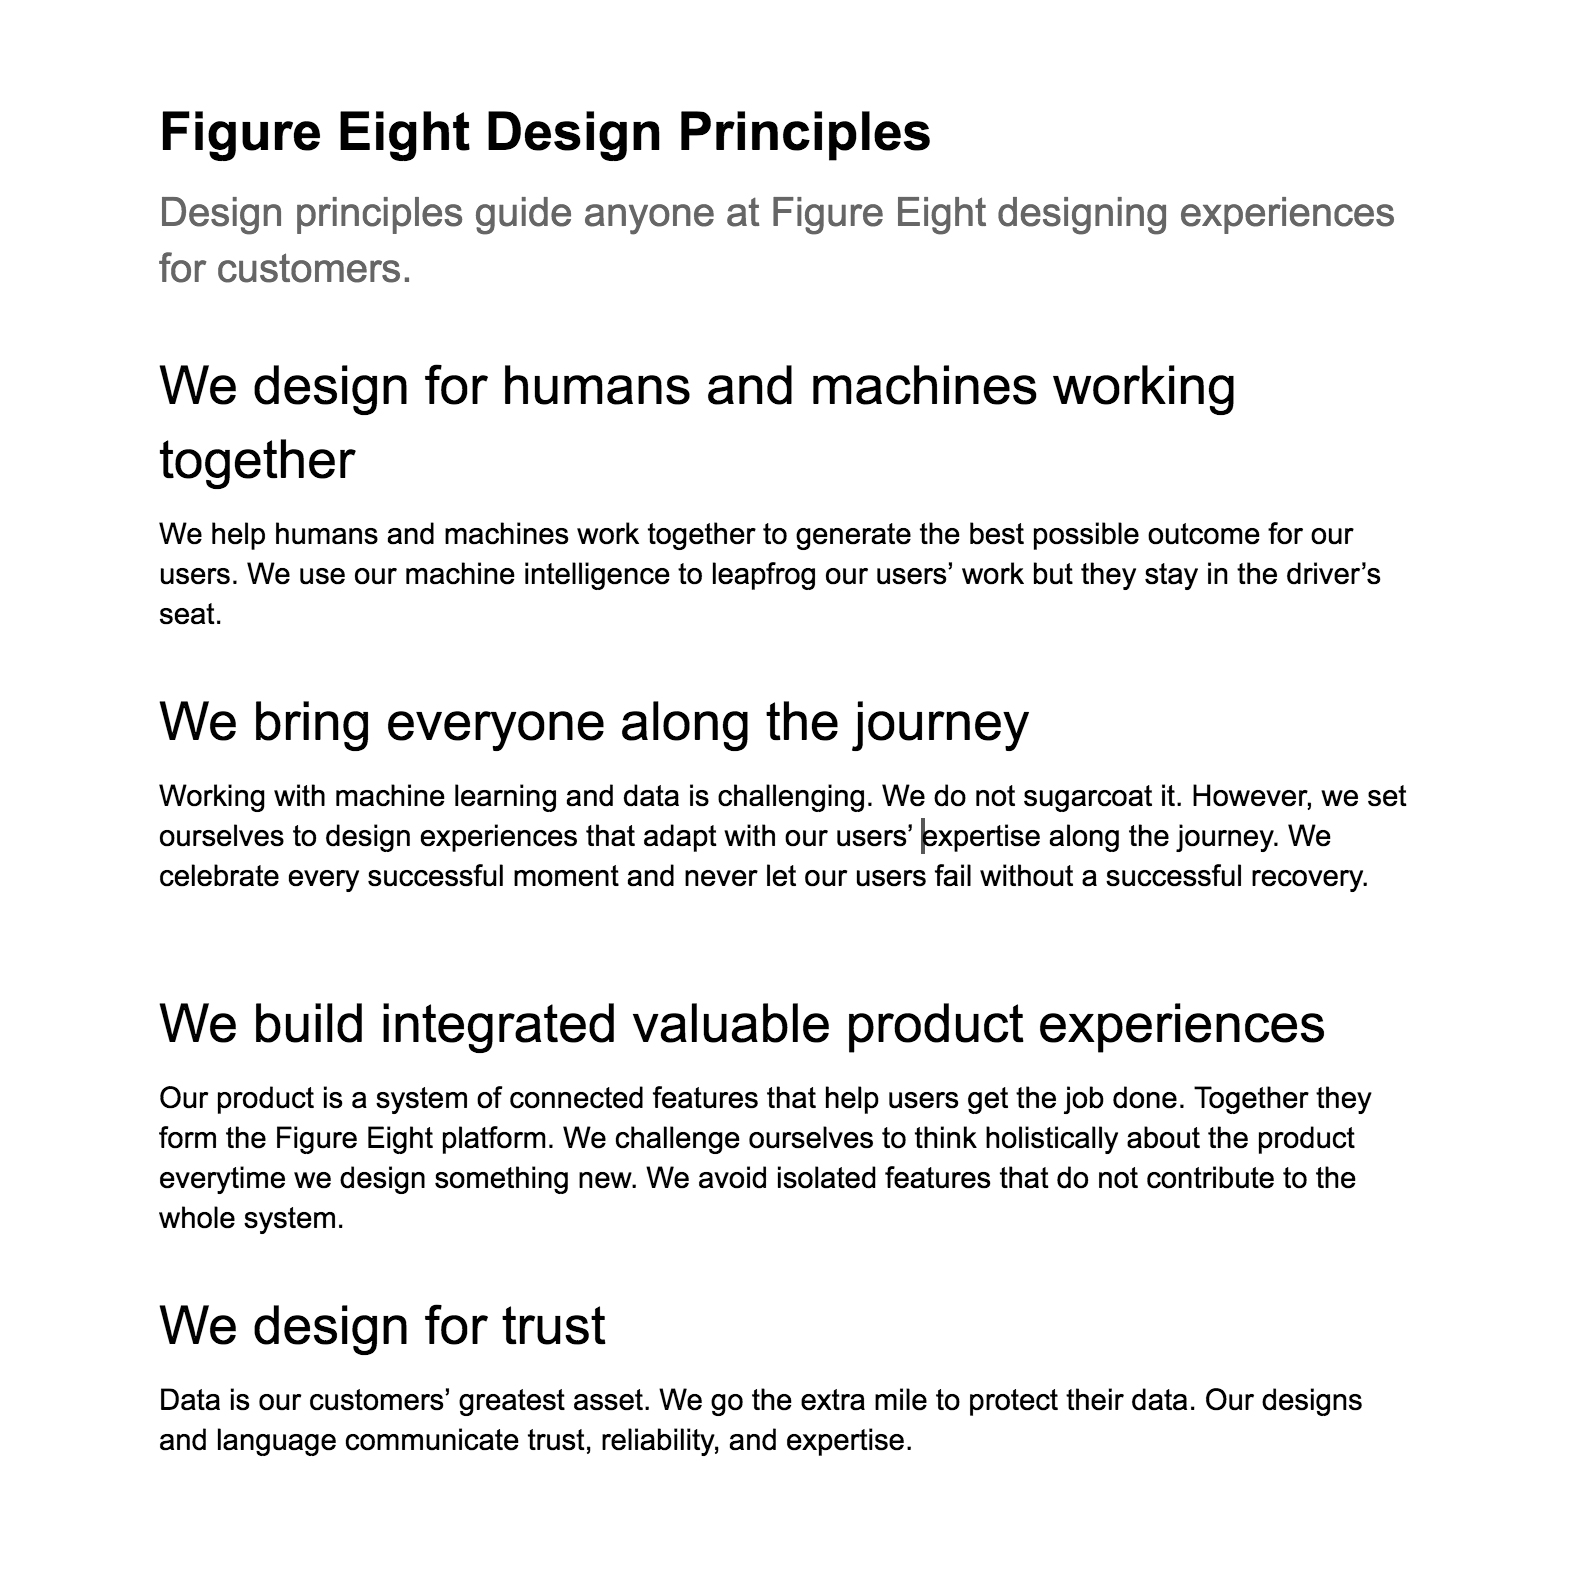 Figure Eight Design Principles
Design principles guide anyone at Figure Eight designing experiences
for customers.
We design for humans and machines working
together
We help humans and machines work together to generate the best possible outcome for our
users. We use our machine intelligence to leapfrog our users’ work but they stay in the driver’s
seat.
We bring everyone along the journey
Working with machine learning and data is challenging. We do not sugarcoat it. However, we set
ourselves to design experiences that adapt with our users’ expertise along the journey. We
celebrate every successful moment and never let our users fail without a successful recovery.
We build integrated valuable product experiences
Our product is a system of connected features that help users get the job done. Together they
form the Figure Eight platform. We challenge ourselves to think holistically about the product
everytime we design something new. We avoid isolated features that do not contribute to the
whole system.
We design for trust
Data is our customers’ greatest asset. We go the extra mile to protect their data. Our designs
and language communicate trust, reliability, and expertise.